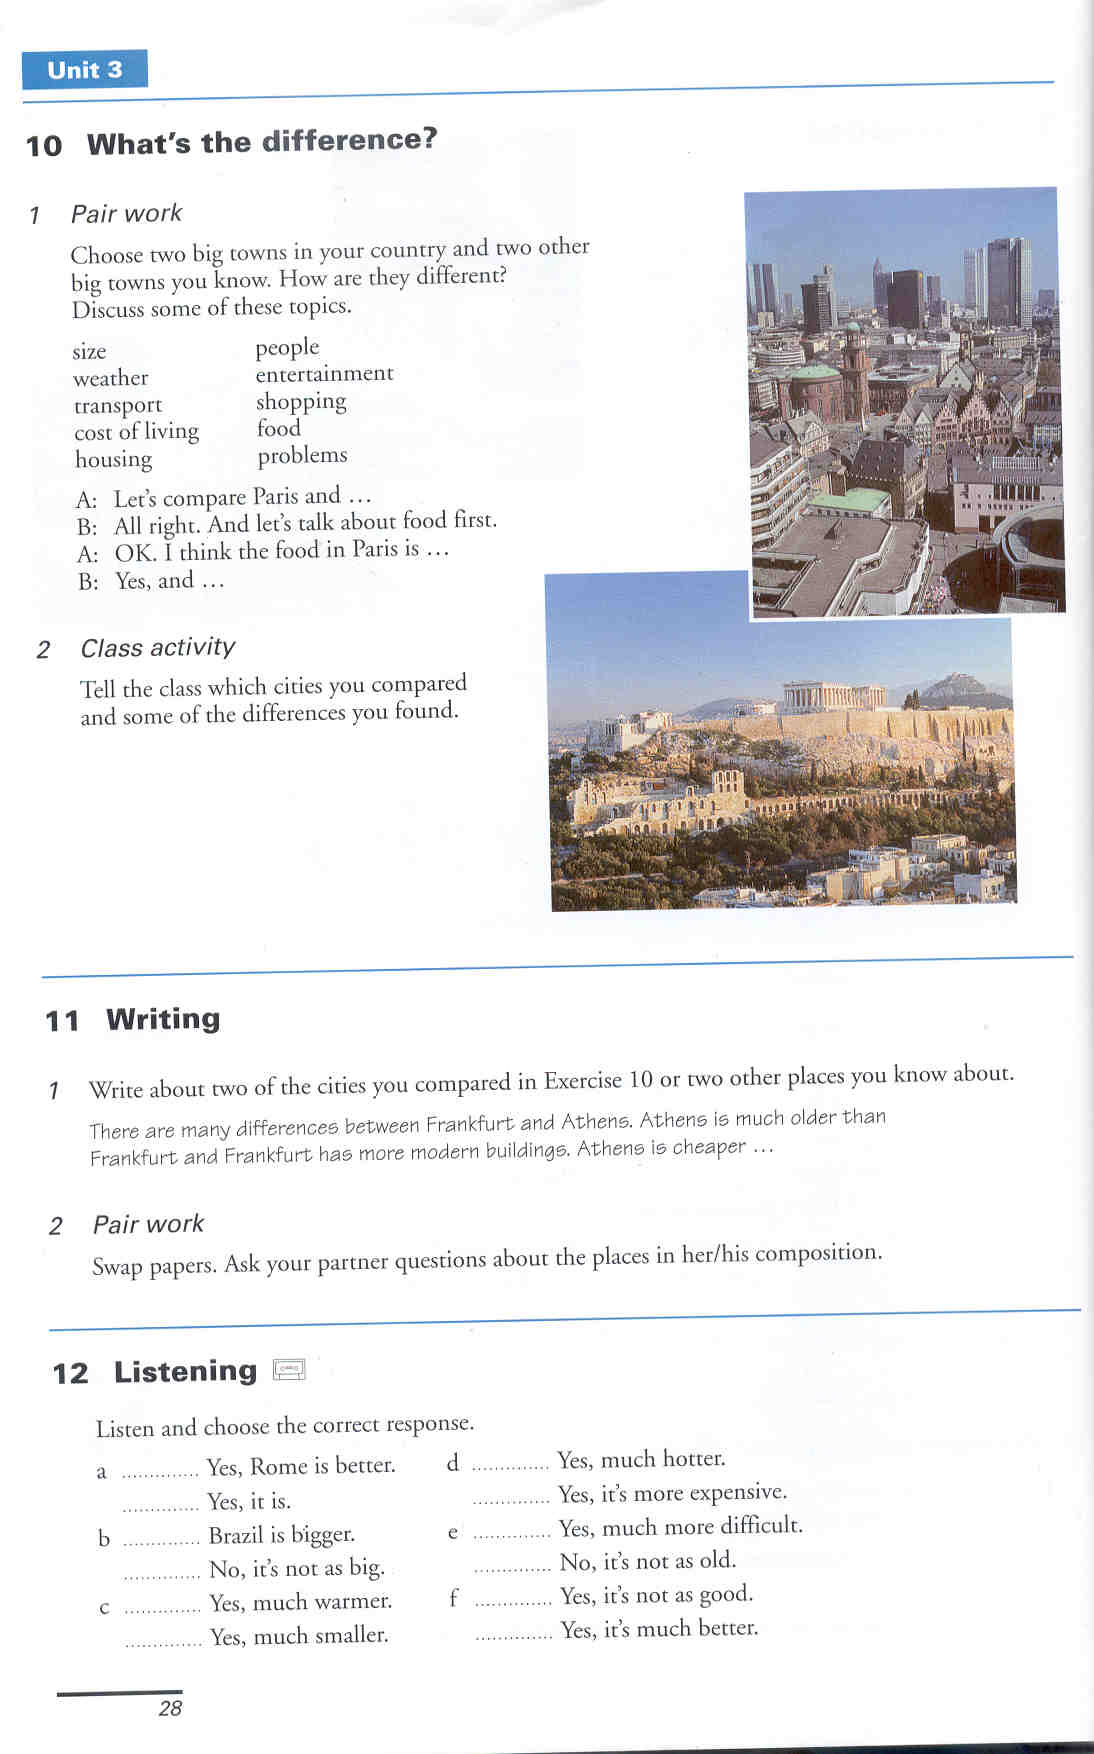 Unit 3
10 What's the difference?
1 Pair work
Choose two big towns in your country and two other
big towns you know. How are they different?
Discuss some of these topics.
size
weather
transport
cost of living
housing
people
entertainment
shopping
food
problems
A: Let's compare Paris and ...
B: All right. And let's talk about food first.
A: OK. I think the food in Paris is ...
B: Yes, and ...
2 Class activity
Tell the class which cities you compared
and some of the differences you found.
11 Writing
1 Write about two of the cities you compared in Exercise 10 or two other places you know about.
There are many differences between Frankfurt and Athens. Athens is much older than
Frankfurt and Frankfurt has more modern buildings. Athens is cheaper ...
2 Pair work
Swap papers. Ask your partner questions about the places in her/his composition.
12 Listening
Listen and choose the correct response.
a .............. Yes, Rome is better.
.............. Yes, it is.
b .............. Brazil is bigger.
.............. No, it's not as big.
c .............. Yes, much warmer.
.............. Yes, much smaller.
d .............. Yes, much hotter.
.............. Yes, it's more expensive.
e .............. Yes, much more difficult.
.............. No, it's not as old.
f .............. Yes, it's not as good.
.............. Yes, it's much better.
28